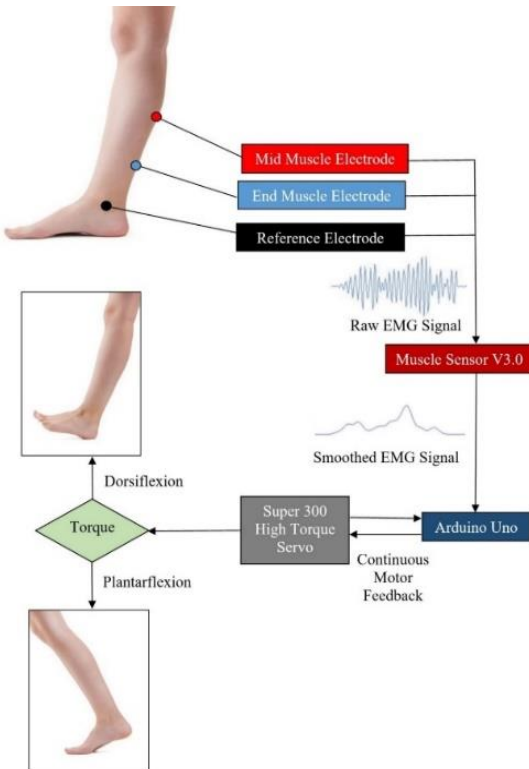 Mid Muscle Electrode
End Muscle Electrode
Reference Electrode
Raw EMG Signal
Muscle Sensor V3.0
Smoothed EMG Signal
Dorsiflexion
Super 300
High Torque
Servo
Torque
Arduino Uno
Continuous
Motor
Feedback
Plantarflexion